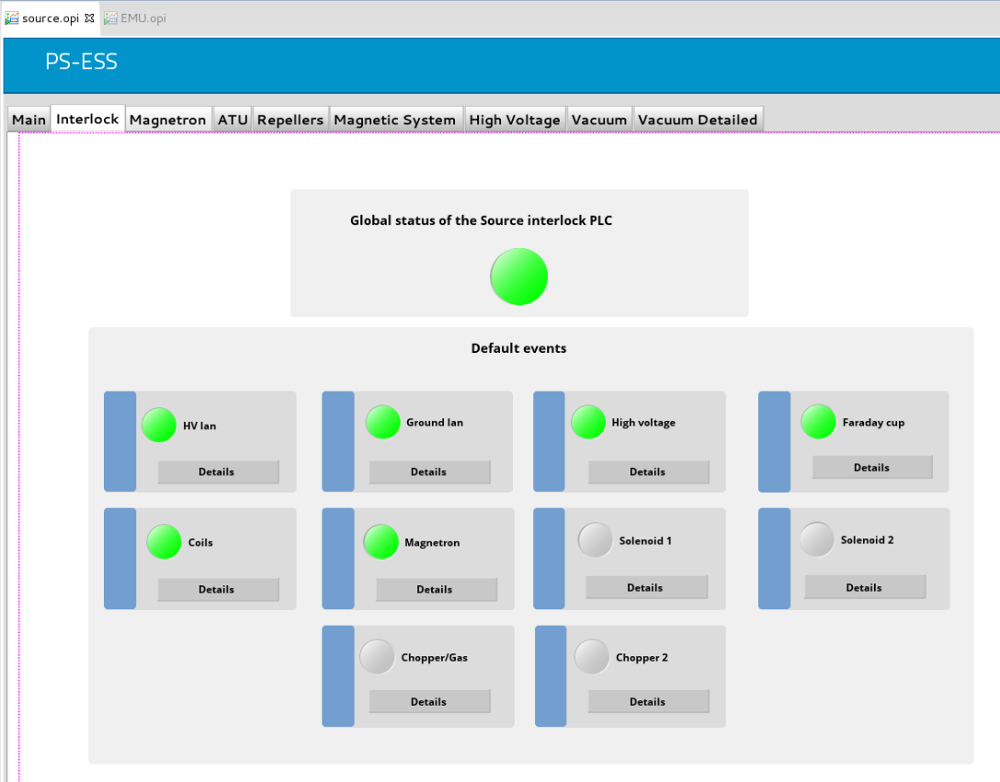 source.opi
EMU.opi
PS-ESS
Main Interlock Magnetron ATU Repellers Magnetic System High Voltage Vacuum Vacuum Detailed
Global status of the Source interlock PLC
Default events
HV lan
Ground lan
High voltage
Faraday cup
Details
Details
Details
Details
Coils
Magnetron
Solenoid 1
Solenoid 2
Details
Details
Details
Details
Chopper/Gas
Chopper 2
Details
Details